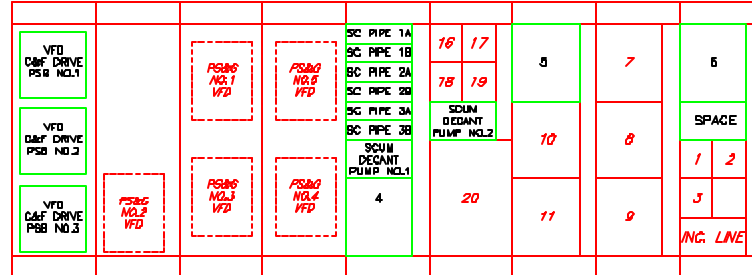 VFD
C&F DRIVE
PSB NO.1
VFD
C&F DRIVE
PSB NO.2
VFD
C&F DRIVE
PSB NO.3
PS&G
NO.2
VFD
PS&G
NO.1
VFD
PS&G
NO.3
VFD
PS&G
NO.5
VFD
PS&G
NO.4
VFD
SC PIPE 1A
SC PIPE 1B
SC PIPE 2A
SC PIPE 2B
SC PIPE 3A
SC PIPE 3B
SCUM
DECANT
PUMP NO.1
4
16 17
18 19
SCUM
DECANT
PUMP NO.2
20
5
10
11
7
8
9
6
SPACE
1 2
3
ING. LINE